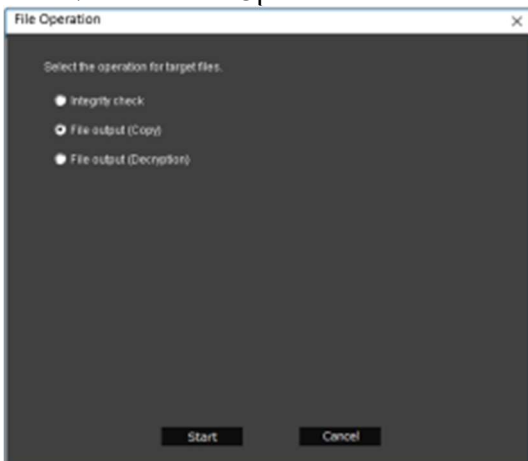 File Operation
Select the operation for target files.
Integrity check
File output (Copy)
File output (Decryption)
Start Cancel